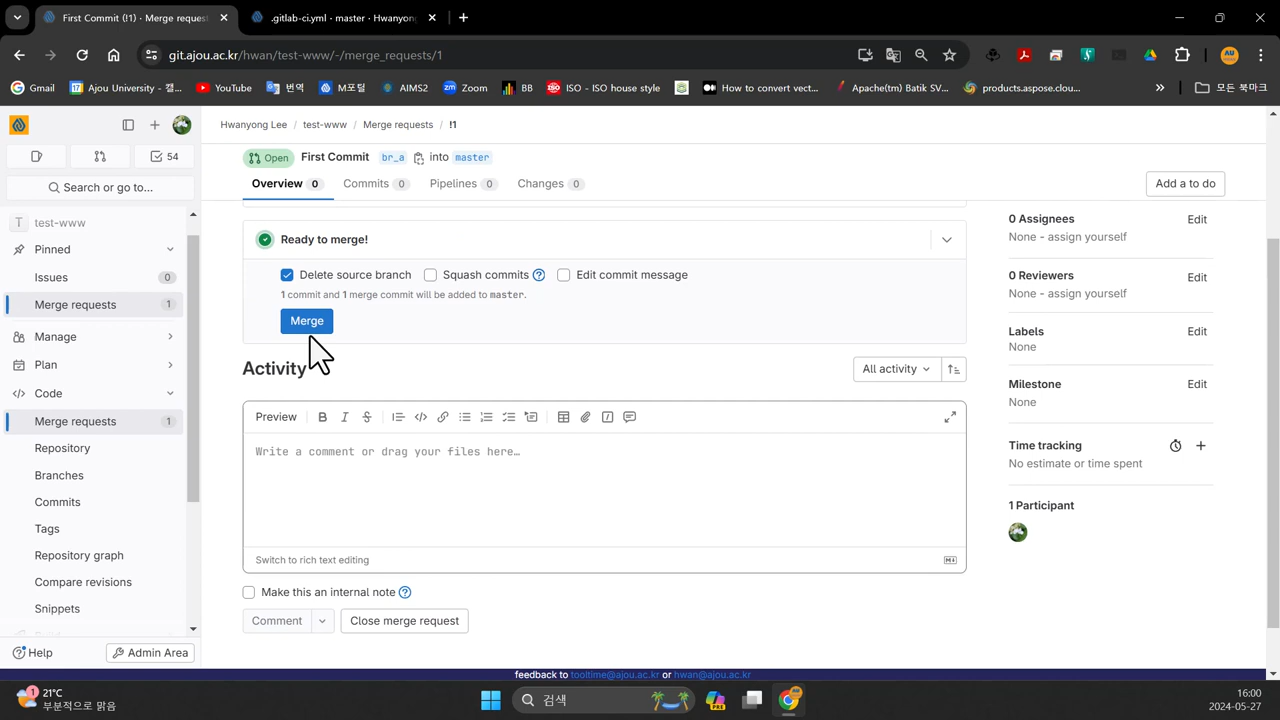 First Commit (!1) · Merge reques
.gitlab-ci.yml · master · Hwanyong
git.ajou.ac.kr/hwan/test-www/-/merge_requests/1
Gmail
Ajou University - 캘...
YouTube
번역
M포털
AIMS2
Zoom
BB
ISO - ISO house style
How to convert vect...
Apache(tm) Batik SV...
products.aspose.clou...
모든 북마크
54
Search or go to...
T test-www
Pinned
Issues 0
Merge requests 1
Manage
Plan
Code
Merge requests 1
Repository
Branches
Commits
Tags
Repository graph
Compare revisions
Snippets
Help
Admin Area
Hwanyong Lee / test-www / Merge requests / !1
Open First Commit br_a into master
Overview 0 Commits 0 Pipelines 0 Changes 0
Add a to do
Ready to merge!
Delete source branch Squash commits Edit commit message
1 commit and 1 merge commit will be added to master.
Merge
Activity
All activity
Preview
Write a comment or drag your files here…
Switch to rich text editing
Make this an internal note
Comment
Close merge request
0 Assignees Edit
None - assign yourself
0 Reviewers Edit
None - assign yourself
Labels Edit
None
Milestone Edit
None
Time tracking
No estimate or time spent
1 Participant
feedback to tooltime@ajou.ac.kr or hwan@ajou.ac.kr
1
21°C
부분적으로 맑음
검색
16:00
2024-05-27